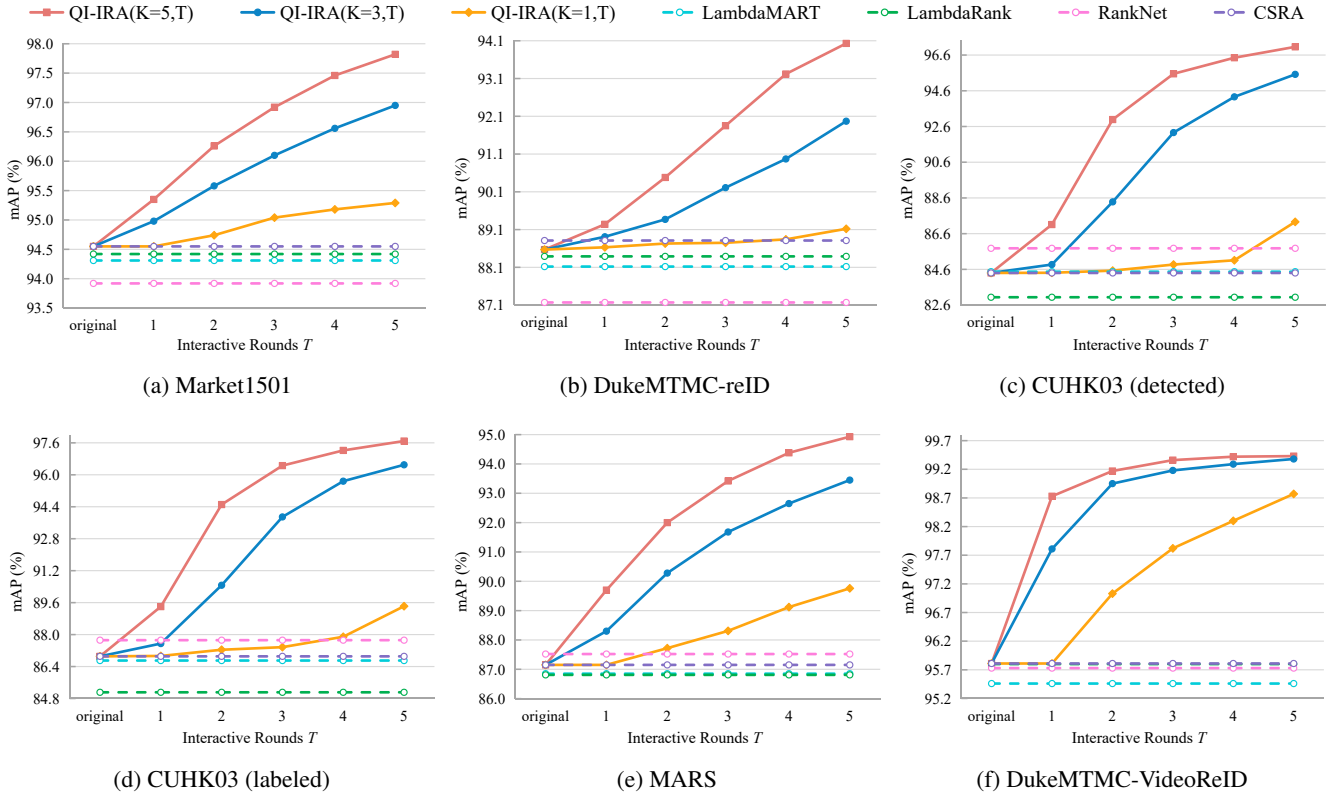 QI-IRA(K=5,T) QI-IRA(K=3,T) QI-IRA(K=1,T) LambdaMART LambdaRank RankNet CSRA
98.0
97.5
97.0
96.5
96.0
95.5
95.0
94.5
94.0
93.5
mAP (%)
original 1 2 3 4 5
Interactive Rounds T
(a) Market1501
94.1
93.1
92.1
91.1
90.1
89.1
88.1
87.1
mAP (%)
original 1 2 3 4 5
Interactive Rounds T
(b) DukeMTMC-reID
96.6
94.6
92.6
90.6
88.6
86.6
84.6
82.6
mAP (%)
original 1 2 3 4 5
Interactive Rounds T
(c) CUHK03 (detected)
97.6
96.0
94.4
92.8
91.2
89.6
88.0
86.4
84.8
mAP (%)
original 1 2 3 4 5
Interactive Rounds T
(d) CUHK03 (labeled)
95.0
94.0
93.0
92.0
91.0
90.0
89.0
88.0
87.0
86.0
mAP (%)
original 1 2 3 4 5
Interactive Rounds T
(e) MARS
99.7
99.2
98.7
98.2
97.7
97.2
96.7
96.2
95.7
95.2
mAP (%)
original 1 2 3 4 5
Interactive Rounds T
(f) DukeMTMC-VideoReID